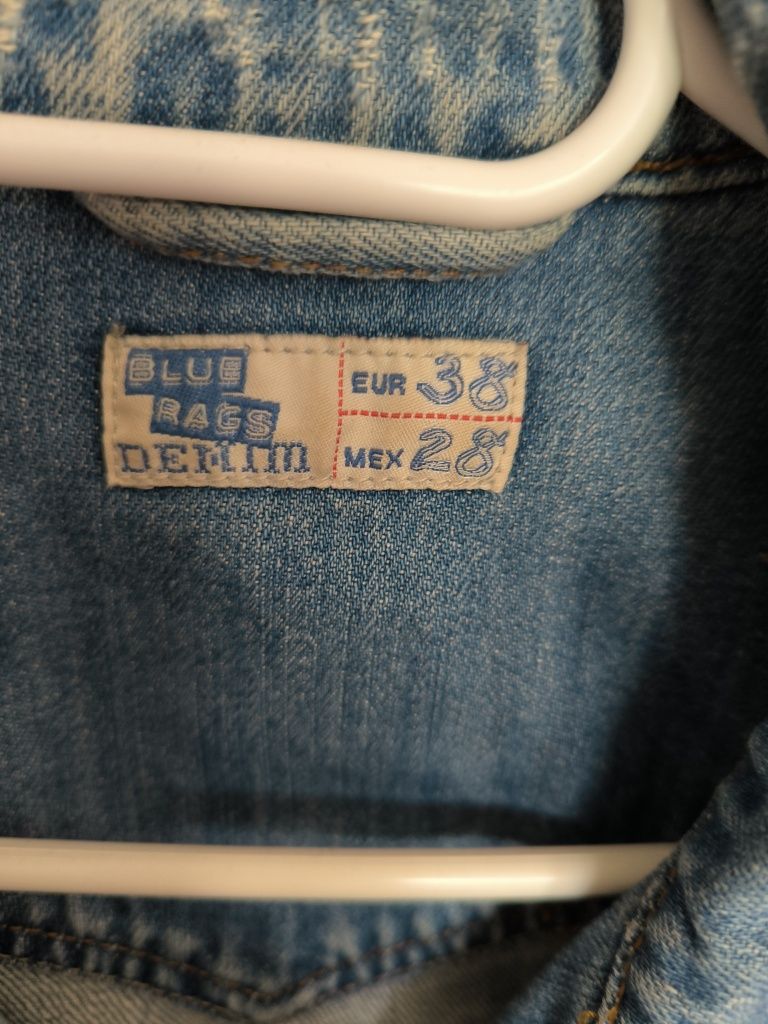 BLUE
RAGS
DENIM
EUR 38
MEX 28